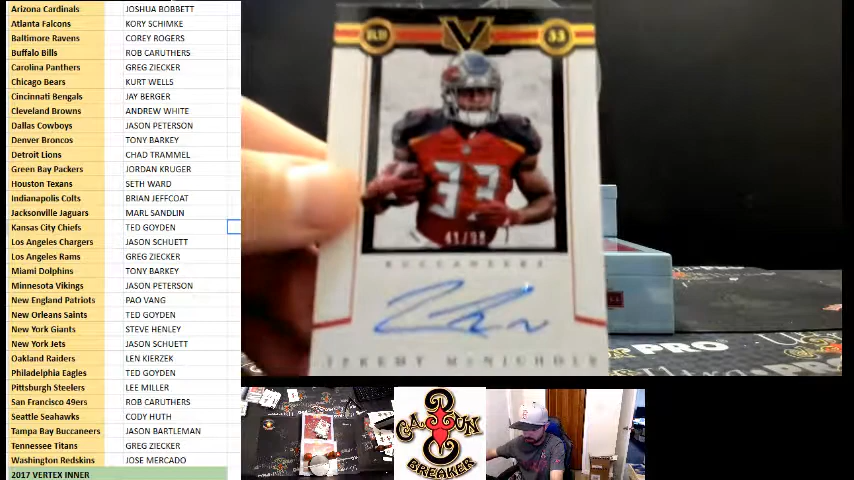 Arizona Cardinals JOSHUA BOBBETT
Atlanta Falcons KORY SCHIMKE
Baltimore Ravens COREY ROGERS
Buffalo Bills ROB CARUTHERS
Carolina Panthers GREG ZIECKER
Chicago Bears KURT WELLS
Cincinnati Bengals JAY BERGER
Cleveland Browns ANDREW WHITE
Dallas Cowboys JASON PETERSON
Denver Broncos TONY BARKEY
Detroit Lions CHAD TRAMMEL
Green Bay Packers JORDAN KRUGER
Houston Texans SETH WARD
Indianapolis Colts BRIAN JEFFCOAT
Jacksonville Jaguars MARL SANDLIN
Kansas City Chiefs TED GOYDEN
Los Angeles Chargers JASON SCHUETT
Los Angeles Rams GREG ZIECKER
Miami Dolphins TONY BARKEY
Minnesota Vikings JASON PETERSON
New England Patriots PAO VANG
New Orleans Saints TED GOYDEN
New York Giants STEVE HENLEY
New York Jets JASON SCHUETT
Oakland Raiders LEN KIERZEK
Philadelphia Eagles TED GOYDEN
Pittsburgh Steelers LEE MILLER
San Francisco 49ers ROB CARUTHERS
Seattle Seahawks CODY HUTH
Tampa Bay Buccaneers JASON BARTLEMAN
Tennessee Titans GREG ZIECKER
Washington Redskins JOSE MERCADO
2017 VERTEX INNER
V
33
33
41/99
BUCCANEERS
JEREMY McNICHOLS
PRO
PRO
CAJUN
BREAKER